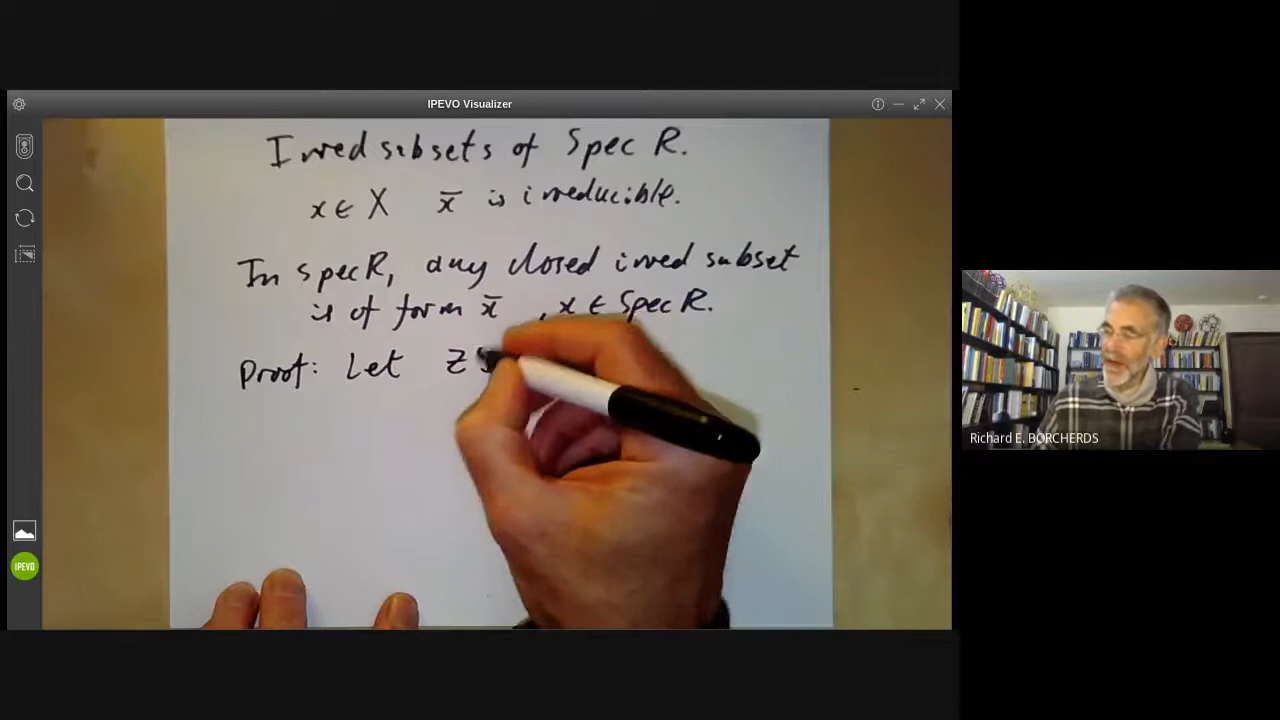 IPEVO Visualizer
Irred subsets of Spec R.
x ∈ X x̄ is irreducible.
In spec R, any closed irred subset
is of form x̄ , x ∈ Spec R.
Proof: Let Z
Richard E. BORCHERDS
IPEVO